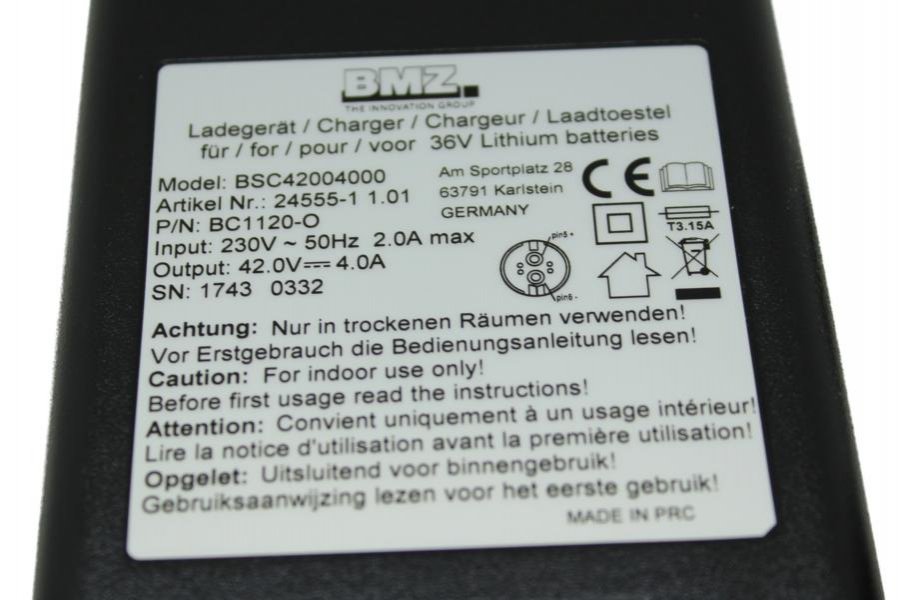 BMZ.
THE INNOVATION GROUP
Ladegerät / Charger / Chargeur / Laadtoestel
für / for / pour / voor 36V Lithium batteries
Model: BSC42004000
Artikel Nr.: 24555-1 1.01
P/N: BC1120-O
Input: 230V ~ 50Hz 2.0A max
Output: 42.0V⎓4.0A
SN: 1743 0332
Am Sportplatz 28
63791 Karlstein
GERMANY
CE
T3.15A
pin5 +
pin6 -
Achtung: Nur in trockenen Räumen verwenden!
Vor Erstgebrauch die Bedienungsanleitung lesen!
Caution: For indoor use only!
Before first usage read the instructions!
Attention: Convient uniquement à un usage intérieur!
Lire la notice d'utilisation avant la première utilisation!
Opgelet: Uitsluitend voor binnengebruik!
Gebruiksaanwijzing lezen voor het eerste gebruik!
MADE IN PRC